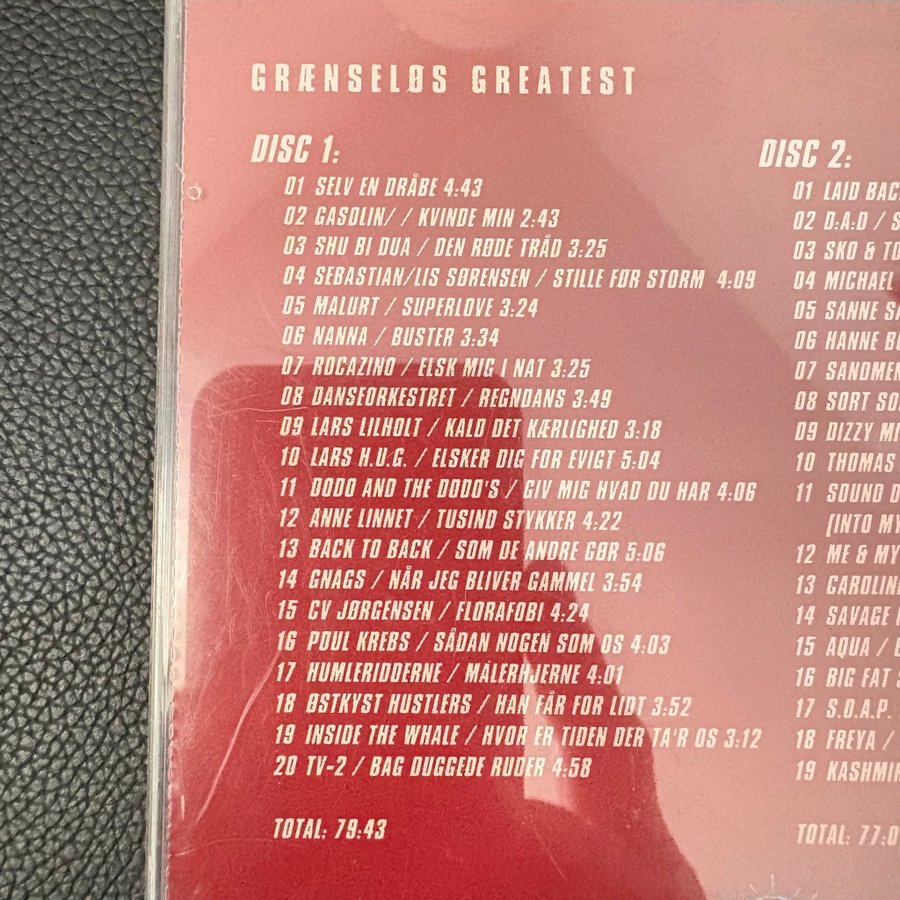 GRÆNSELØS GREATEST
DISC 1:
01 SELV EN DRÅBE 4:43
02 GASOLIN/ / KVINDE MIN 2:43
03 SHU BI DUA / DEN RØDE TRÅD 3:25
04 SEBASTIAN/LIS SØRENSEN / STILLE FØR STORM 4:09
05 MALURT / SUPERLOVE 3:24
06 NANNA / BUSTER 3:34
07 ROCAZINO / ELSK MIG I NAT 3:25
08 DANSEORKESTRET / REGNDANS 3:49
09 LARS LILHOLT / KALD DET KÆRLIGHED 3:18
10 LARS H.U.G. / ELSKER DIG FOR EVIGT 5:04
11 DODO AND THE DODO'S / GIV MIG HVAD DU HAR 4:06
12 ANNE LINNET / TUSIND STYKKER 4:22
13 BACK TO BACK / SOM DE ANDRE GØR 5:06
14 GNAGS / NÅR JEG BLIVER GAMMEL 3:54
15 CV JØRGENSEN / FLORAFOBI 4:24
16 POUL KREBS / SÅDAN NOGEN SOM OS 4:03
17 HUMLERIDDERNE / MALERHJERNE 4:01
18 ØSTKYST HUSTLERS / HAN FÅR FOR LIDT 3:52
19 INSIDE THE WHALE / HVOR ER TIDEN DER TA'R OS 3:12
20 TV-2 / BAG DUGGEDE RUDER 4:58
TOTAL: 79:43
DISC 2:
01 LAID
02 D:A:D /
03 SKO &
04 MICHAEL
05 SANNE
06 HANNE
07
08 SORT
09 DIZZY
10 THOMAS
11 SOUND
(INTO
12 ME & MY
13
14 SAVAGE
15 AQUA /
16 BIG FAT
17 S.O.A.P.
18 FREYA /
19
TOTAL: